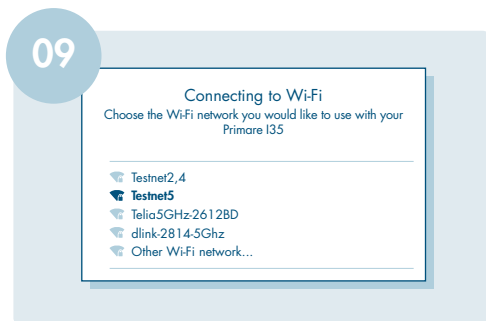 09
Connecting to Wi-Fi
Choose the Wi-Fi network you would like to use with your
Primare I35
Testnet2,4
Testnet5
Telia5GHz-2612BD
dlink-2814-5Ghz
Other Wi-Fi network...